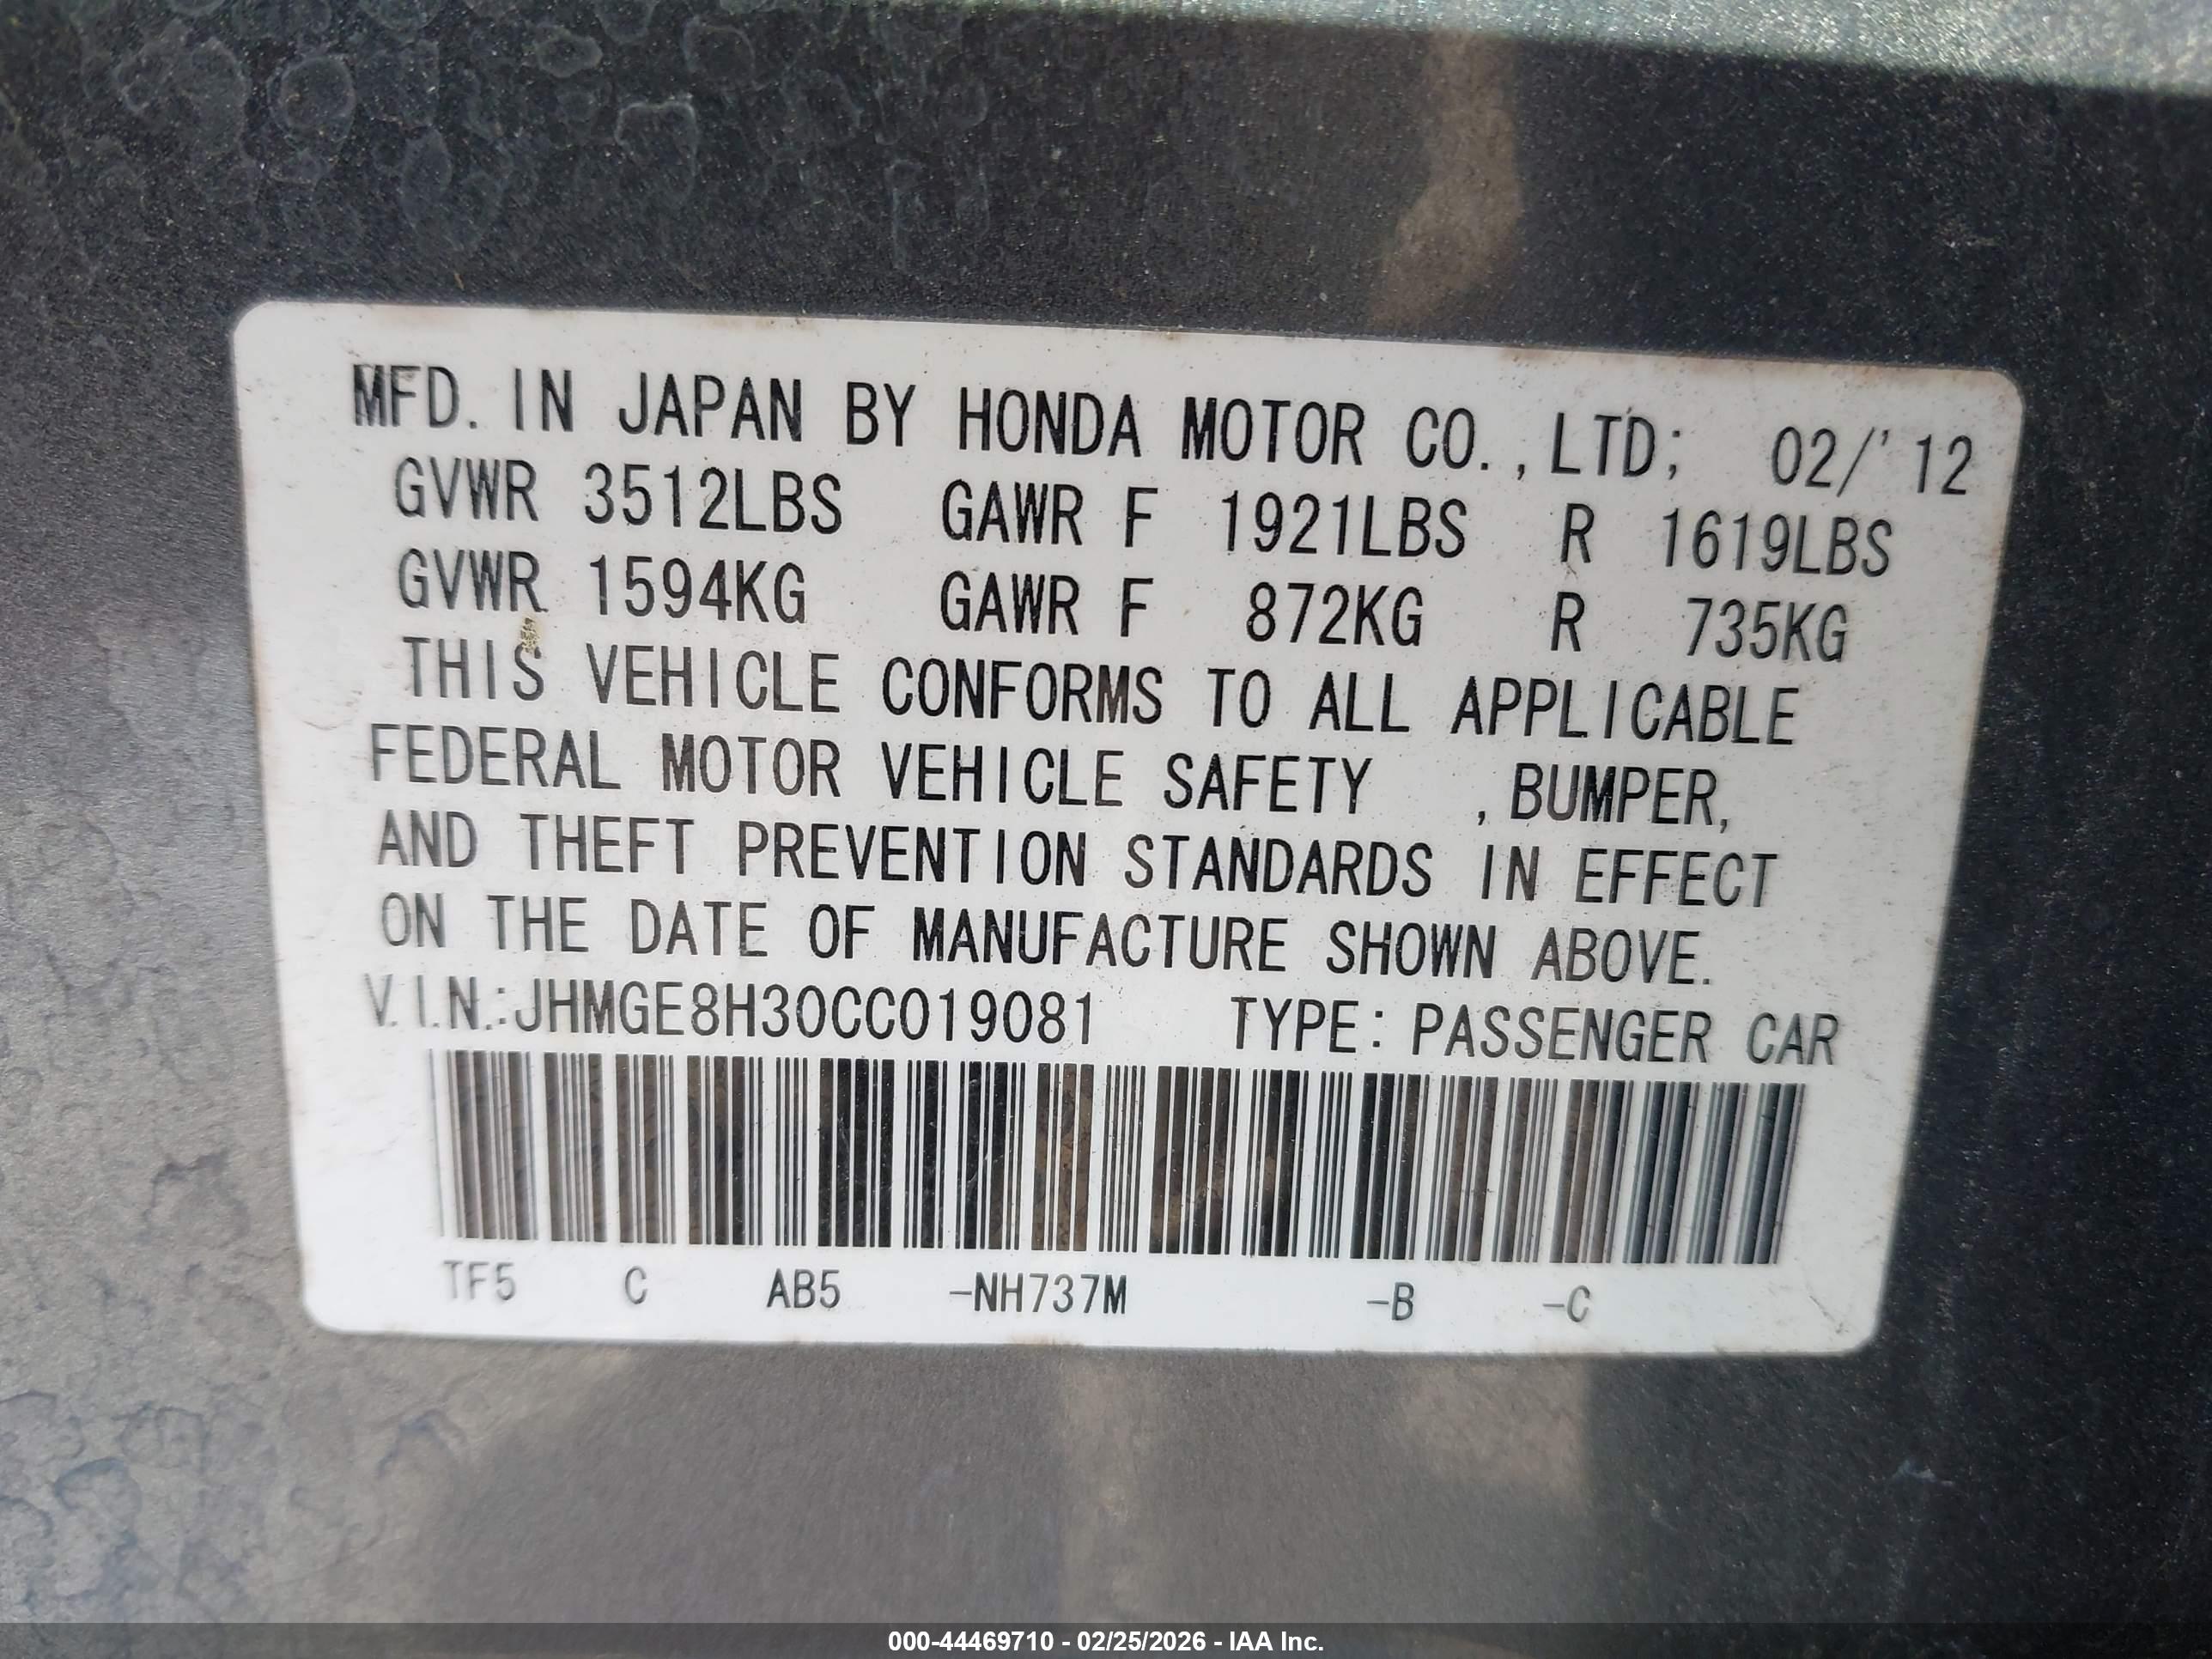 MFD. IN JAPAN BY HONDA MOTOR CO.,LTD; 02/'12
GVWR 3512LBS GAWR F 1921LBS R 1619LBS
GVWR 1594KG GAWR F 872KG R 735KG
THIS VEHICLE CONFORMS TO ALL APPLICABLE
FEDERAL MOTOR VEHICLE SAFETY ,BUMPER,
AND THEFT PREVENTION STANDARDS IN EFFECT
ON THE DATE OF MANUFACTURE SHOWN ABOVE.
V.I.N.:JHMGE8H30CC019081 TYPE: PASSENGER CAR
TF5 C AB5 -NH737M -B -C
000-44469710 - 02/25/2026 - IAA Inc.